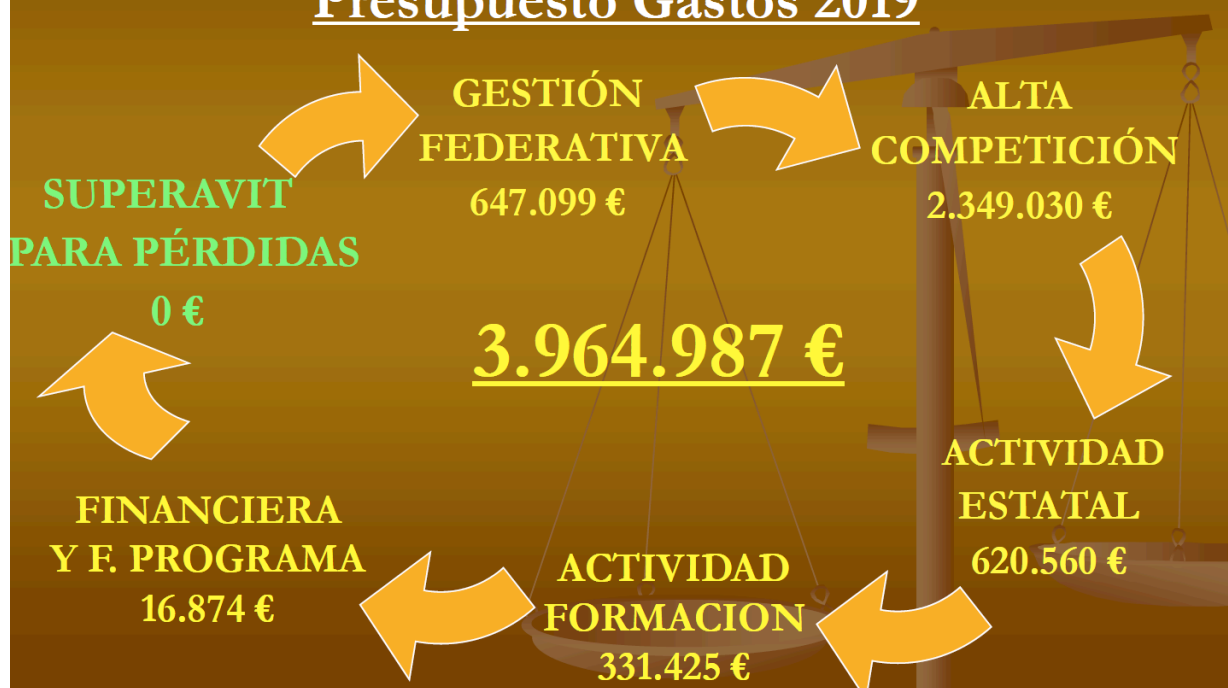 Presupuesto Gastos 2019
GESTIÓN
FEDERATIVA
647.099 €
ALTA
COMPETICIÓN
2.349.030 €
SUPERAVIT
PARA PÉRDIDAS
0 €
3.964.987 €
ACTIVIDAD
ESTATAL
620.560 €
FINANCIERA
Y F. PROGRAMA
16.874 €
ACTIVIDAD
FORMACION
331.425 €